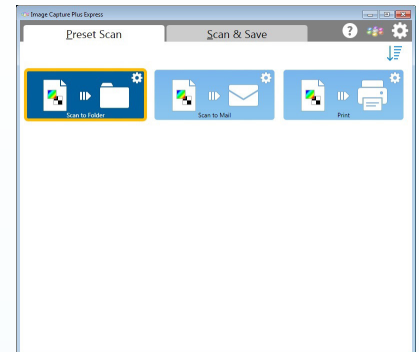 Image Capture Plus Express
Preset Scan
Scan & Save
?
Scan to Folder
Scan to Mail
Print